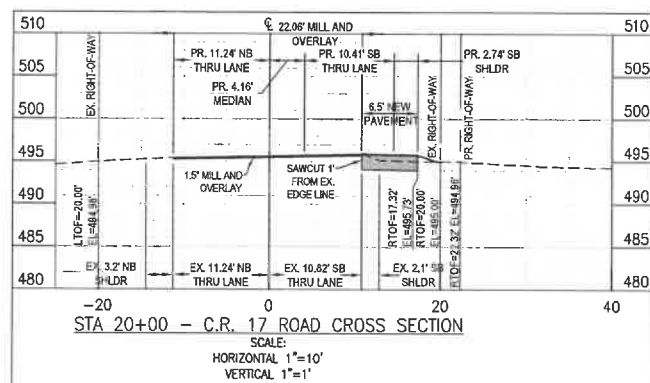 510
℄ 22.06' MILL AND
OVERLAY
510
EX. RIGHT-OF-WAY
PR. 11.24' NB
THRU LANE
PR. 10.41' SB
THRU LANE
PR. 2.74' SB
SHLDR
505
505
PR. 4.16'
MEDIAN
6.5' NEW
PAVEMENT
EX. RIGHT-OF-WAY
PR. RIGHT-OF-WAY
500
500
495
495
1.5" MILL AND
OVERLAY
SAWCUT 1'
FROM EX.
EDGE LINE
490
490
LTOF=-20.00'
EL=494.98'
RTOF=17.32'
EL=495.73'
RTOF=20.00'
EL=495.00'
RTOF=22.32'
EL=494.96'
485
485
EX. 3.2' NB
SHLDR
EX. 11.24' NB
THRU LANE
EX. 10.82' SB
THRU LANE
EX. 2.1' SB
SHLDR
480
480
-20
0
20
40
STA 20+00 - C.R. 17 ROAD CROSS SECTION
SCALE:
HORIZONTAL 1"=10'
VERTICAL 1"=1'